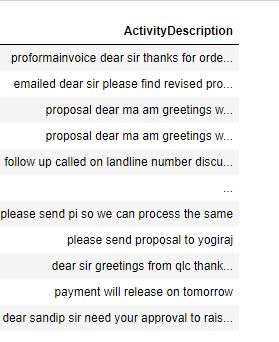 ActivityDescription
proformainvoice dear sir thanks for orde...
emailed dear sir please find revised pro...
proposal dear ma am greetings w...
proposal dear ma am greetings w...
follow up called on landline number discu...
...
please send pi so we can process the same
please send proposal to yogiraj
dear sir greetings from qlc thank...
payment will release on tomorrow
dear sandip sir need your approval to rais...